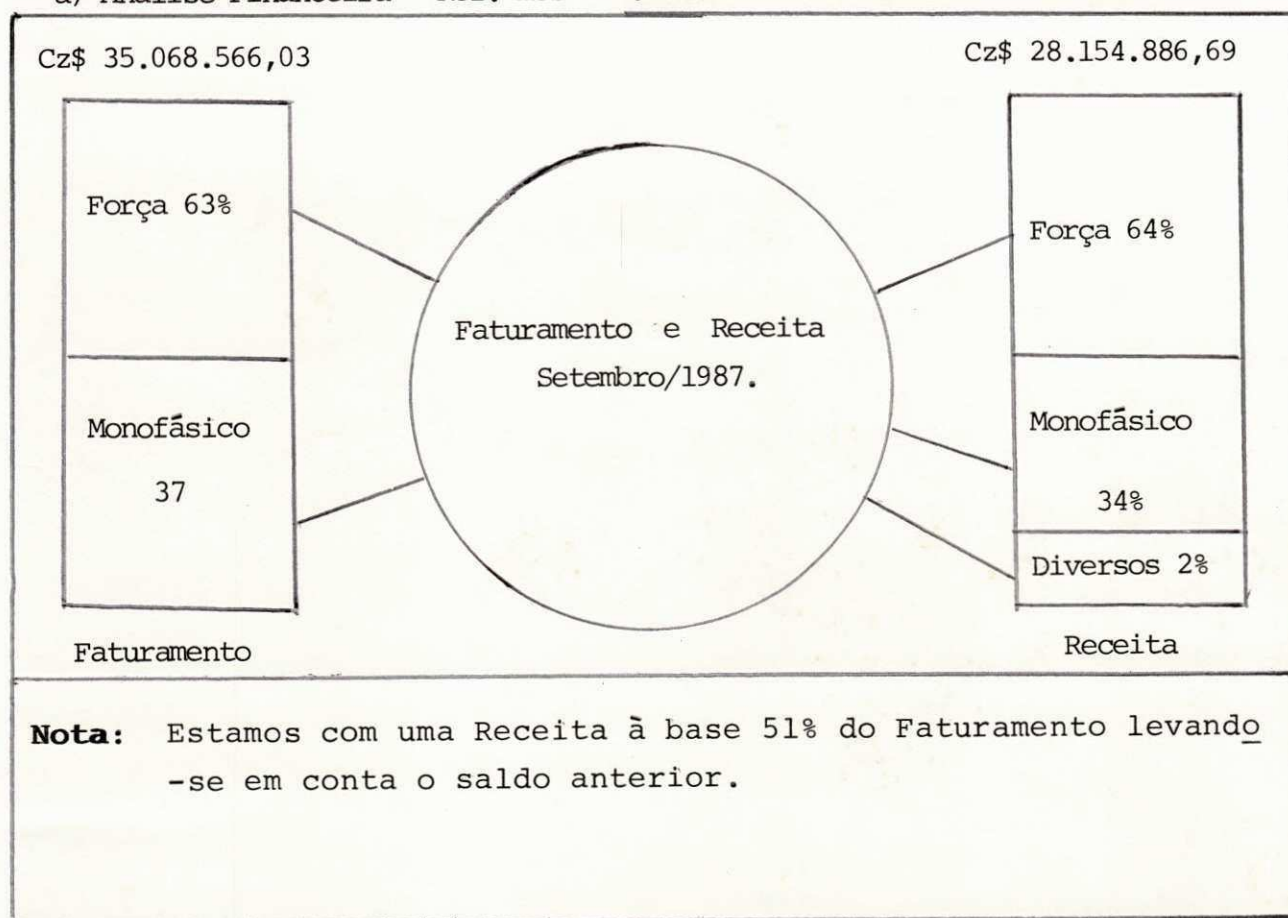 a) Análise Financeira
Cz$ 35.068.566,03
Cz$ 28.154.886,69
Força 63%
Monofásico
37
Faturamento
Faturamento e Receita
Setembro/1987.
Força 64%
Monofásico
34%
Diversos 2%
Receita
Nota: Estamos com uma Receita à base 51% do Faturamento levando
-se em conta o saldo anterior.